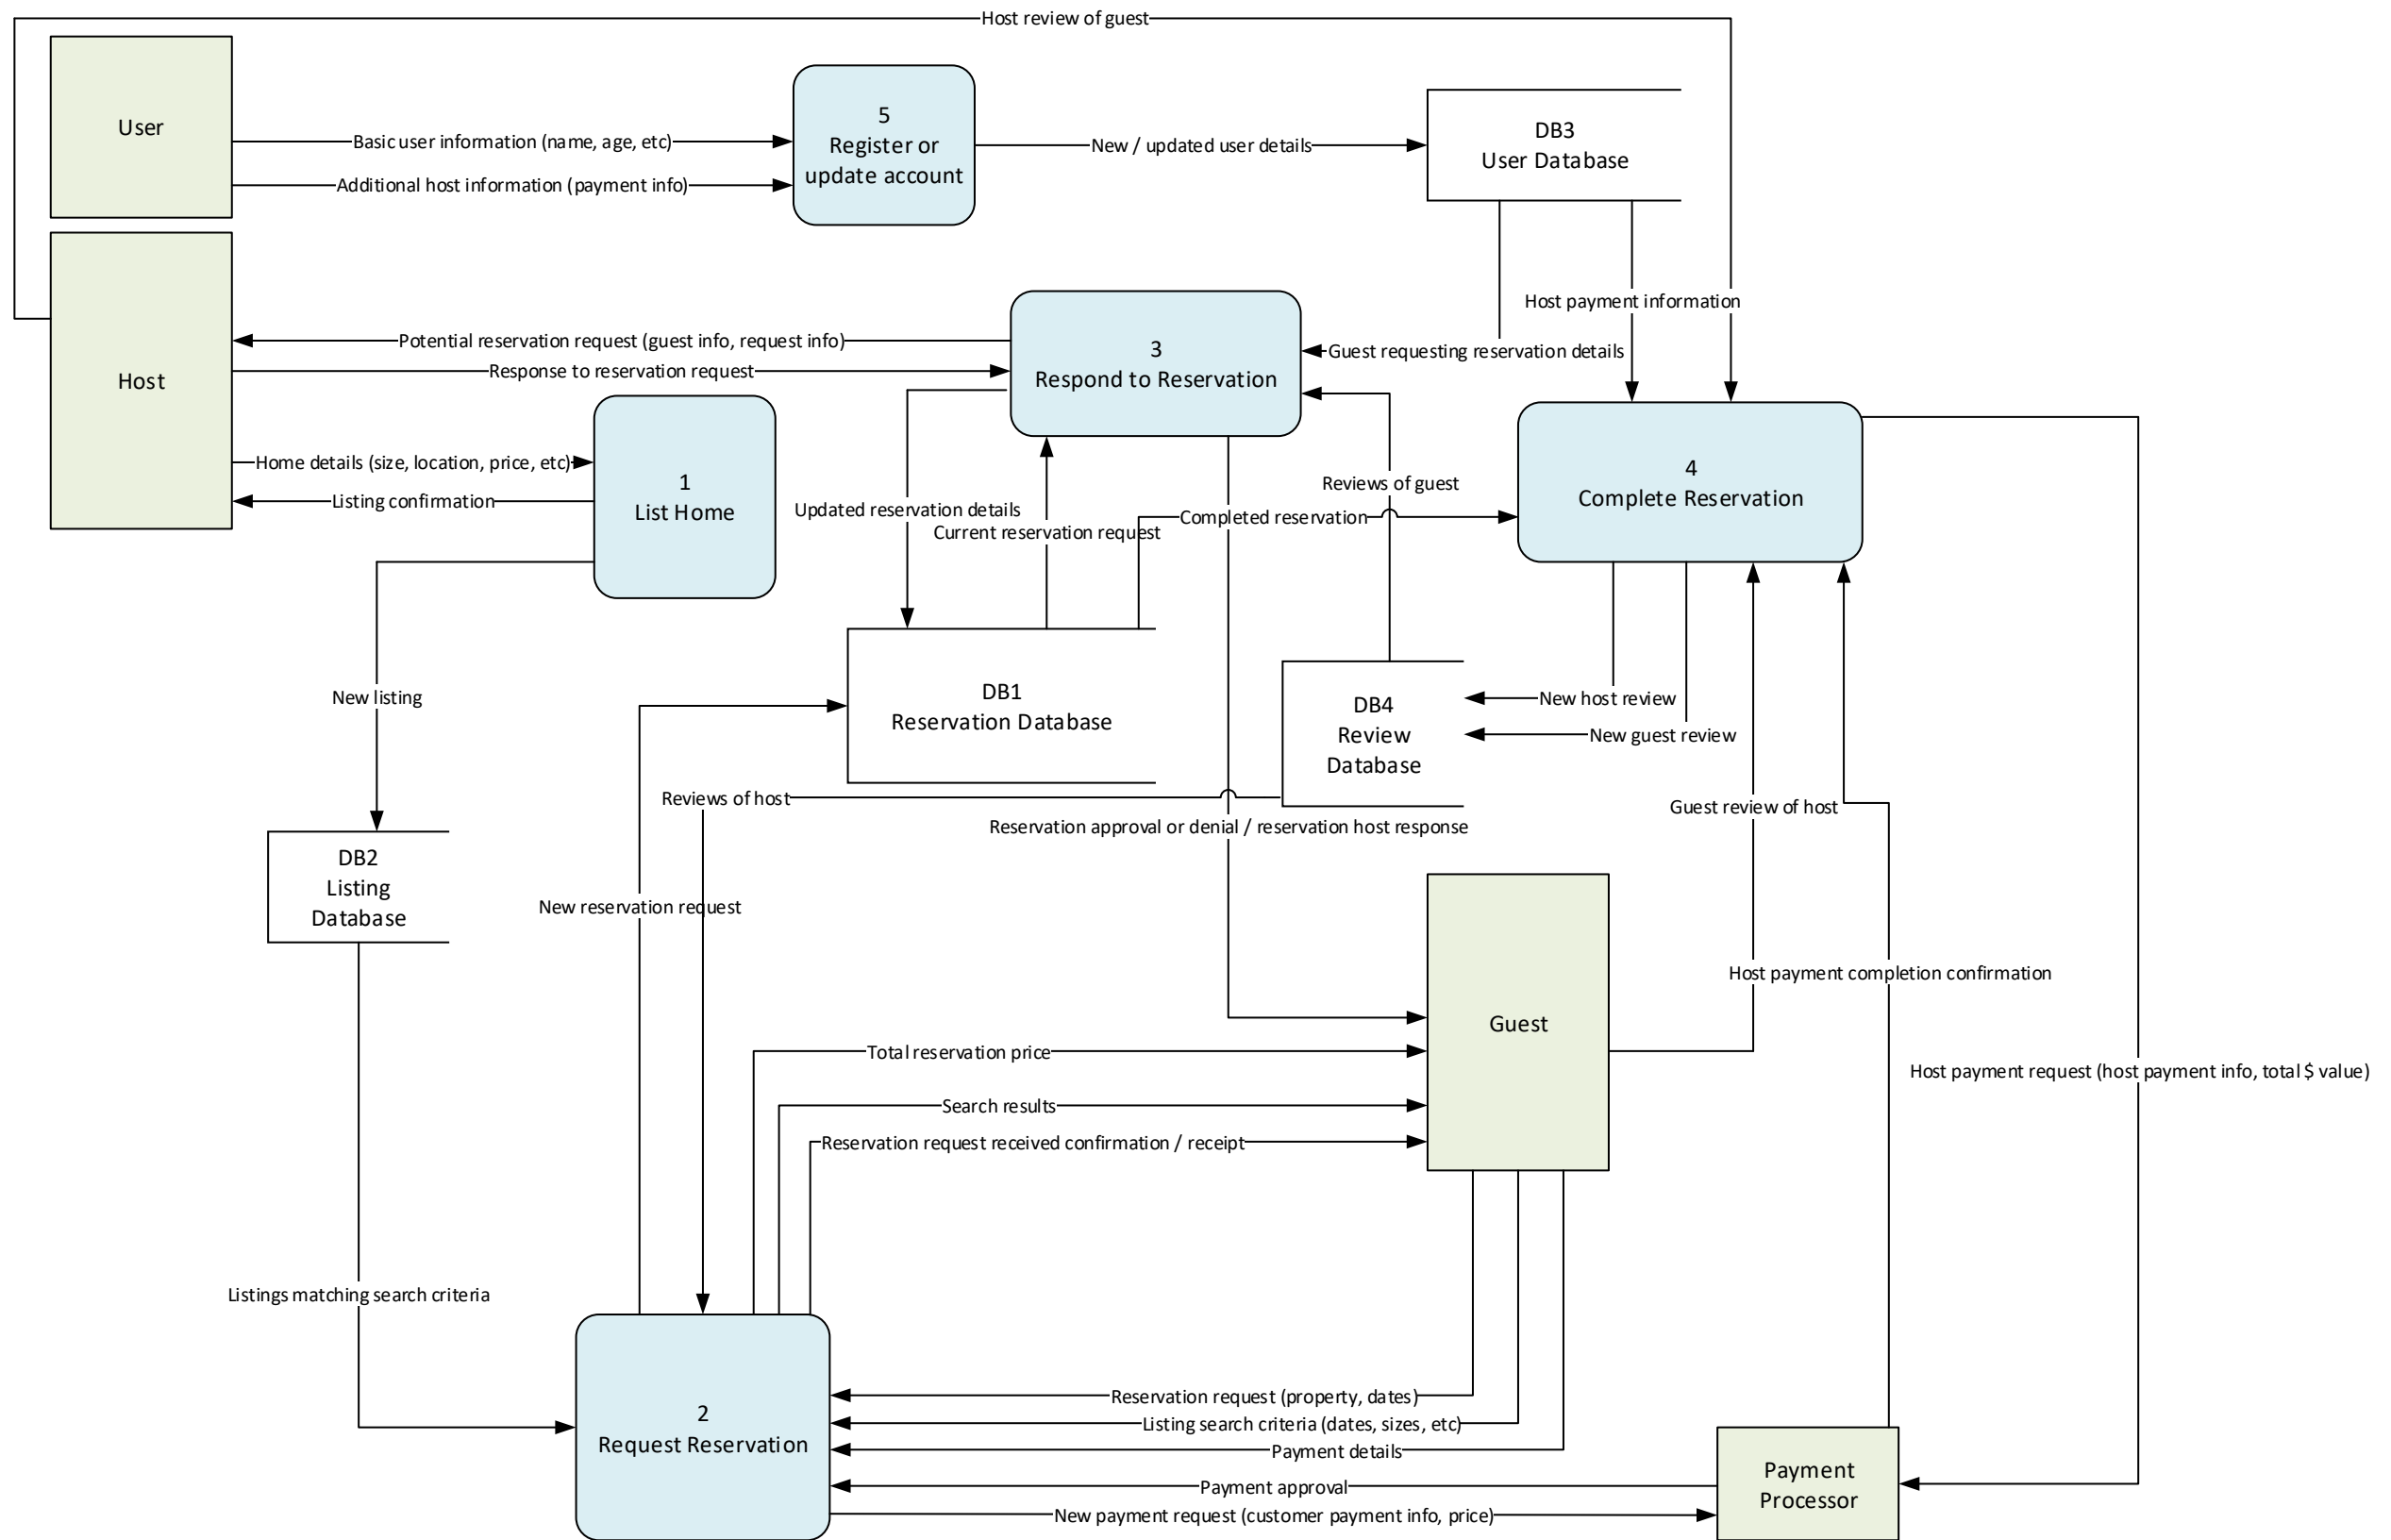 Host review of guest
User
5
Register or
update account
DB3
User Database
Basic user information (name, age, etc)
New / updated user details
Additional host information (payment info)
Host payment information
Host
Potential reservation request (guest info, request info)
3
Respond to Reservation
Guest requesting reservation details
Response to reservation request
Home details (size, location, price, etc)
Listing confirmation
1
List Home
4
Complete Reservation
Reviews of guest
Updated reservation details
Current reservation request
Completed reservation
New listing
DB1
Reservation Database
DB4
Review
Database
New host review
New guest review
Reviews of host
Guest review of host
Reservation approval or denial / reservation host response
DB2
Listing
Database
New reservation request
Host payment completion confirmation
Guest
Total reservation price
Host payment request (host payment info, total $ value)
Search results
Reservation request received confirmation / receipt
Listings matching search criteria
2
Request Reservation
Reservation request (property, dates)
Listing search criteria (dates, sizes, etc)
Payment details
Payment approval
New payment request (customer payment info, price)
Payment
Processor